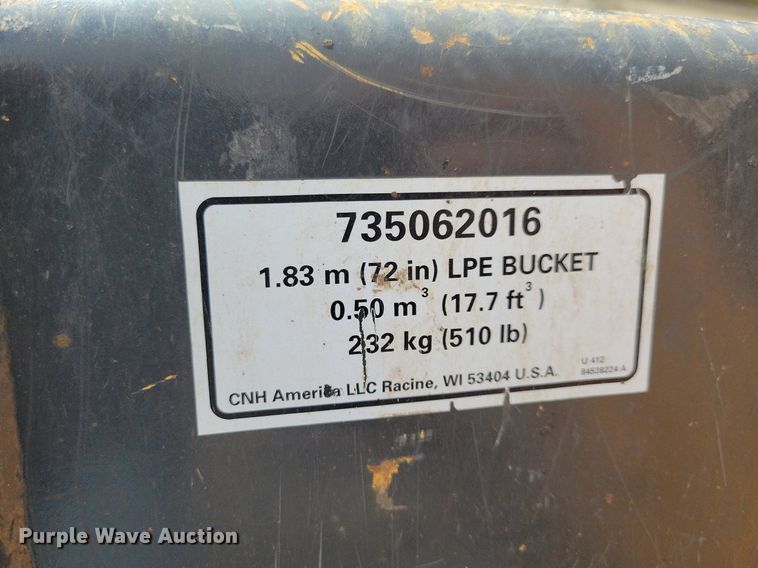 735062016
1.83 m (72 in) LPE BUCKET
0.50 m³ (17.7 ft³)
232 kg (510 lb)
U 412
CNH America LLC Racine, WI 53404 U.S.A.
84538224 A
Purple Wave Auction